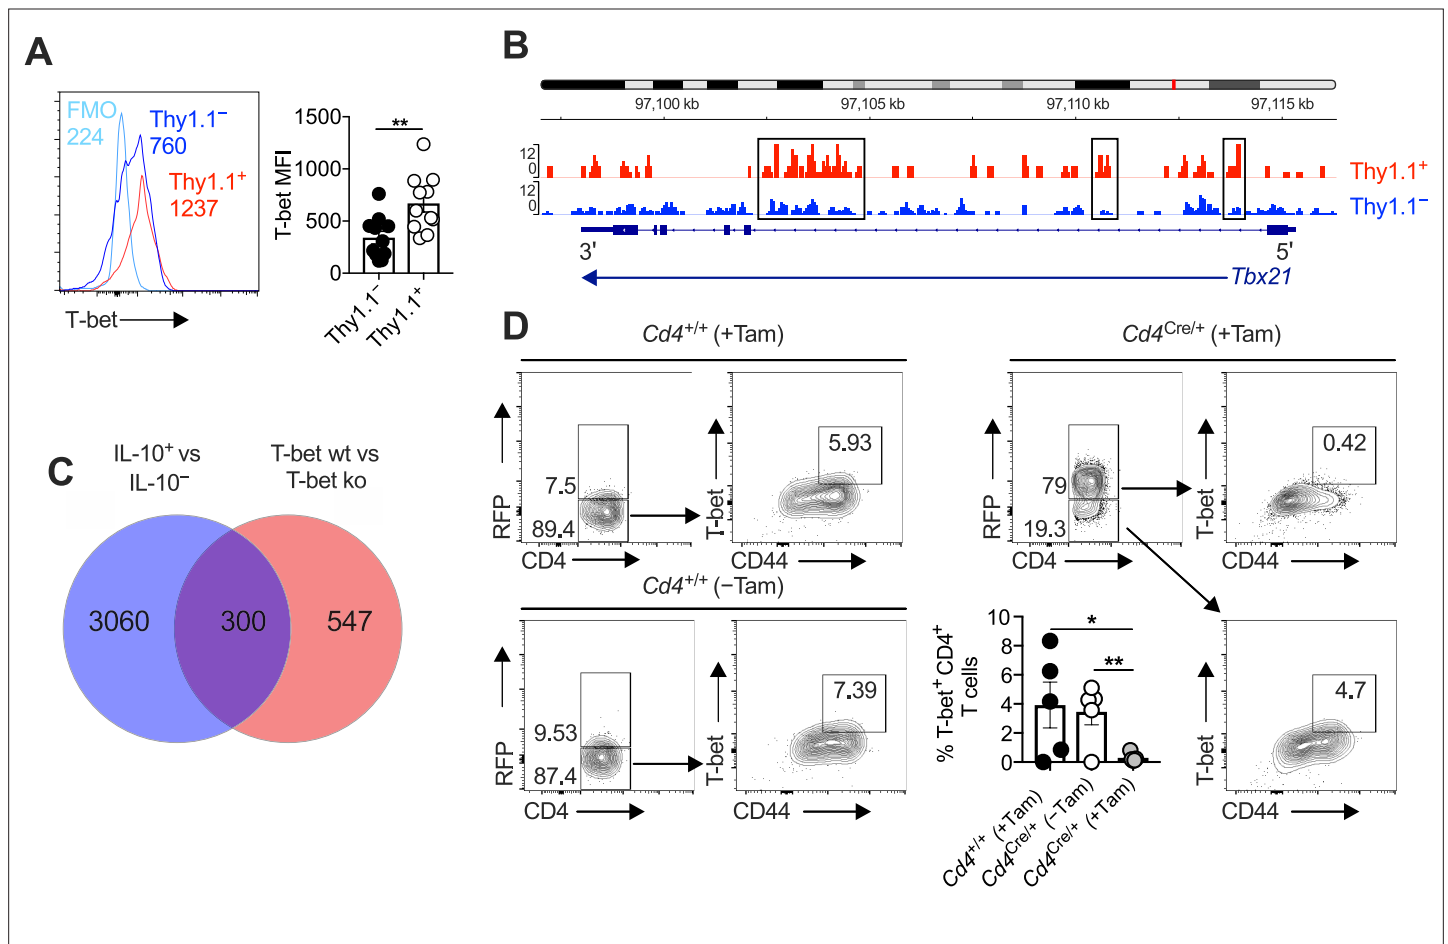 A
FMO
224
Thy1.1⁻
760
Thy1.1⁺
1237
T-bet
T-bet MFI
1500
1000
500
0
**
Thy1.1⁻
Thy1.1⁺
B
97,100 kb
97,105 kb
97,110 kb
97,115 kb
12
0
Thy1.1⁺
12
0
Thy1.1⁻
3'
5'
Tbx21
C
IL-10⁺ vs
IL-10⁻
T-bet wt vs
T-bet ko
3060
300
547
D
Cd4⁺/⁺ (+Tam)
RFP
7.5
89.4
CD4
T-bet
5.93
CD44
Cd4ᶜʳᵉ/⁺ (+Tam)
RFP
79
19.3
CD4
T-bet
0.42
CD44
Cd4⁺/⁺ (−Tam)
RFP
9.53
87.4
CD4
T-bet
7.39
CD44
% T-bet⁺ CD4⁺
T cells
10
8
6
4
2
0
*
**
Cd4⁺/⁺ (+Tam)
Cd4ᶜʳᵉ/⁺ (−Tam)
Cd4ᶜʳᵉ/⁺ (+Tam)
T-bet
4.7
CD44